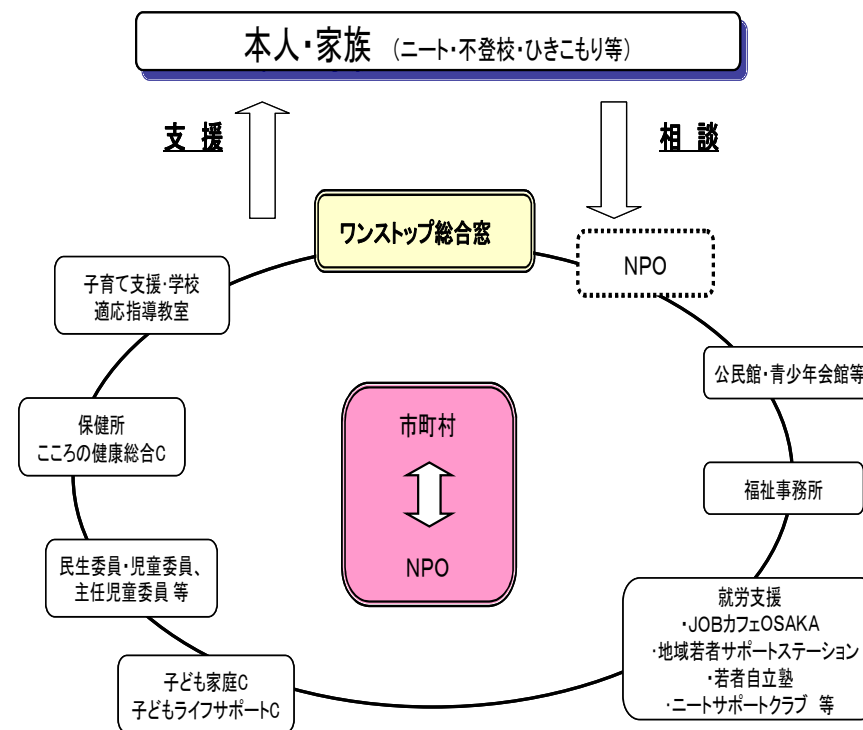 本人・家族 （ニート・不登校・ひきこもり等）
支 援
相 談
ワンストップ総合窓
NPO
子育て支援・学校
適応指導教室
公民館・青少年会館等
保健所
こころの健康総合C
市町村
NPO
福祉事務所
民生委員・児童委員、
主任児童委員 等
就労支援
・JOBカフェOSAKA
・地域若者サポートステーション
・若者自立塾
・ニートサポートクラブ 等
子ども家庭C
子どもライフサポートC